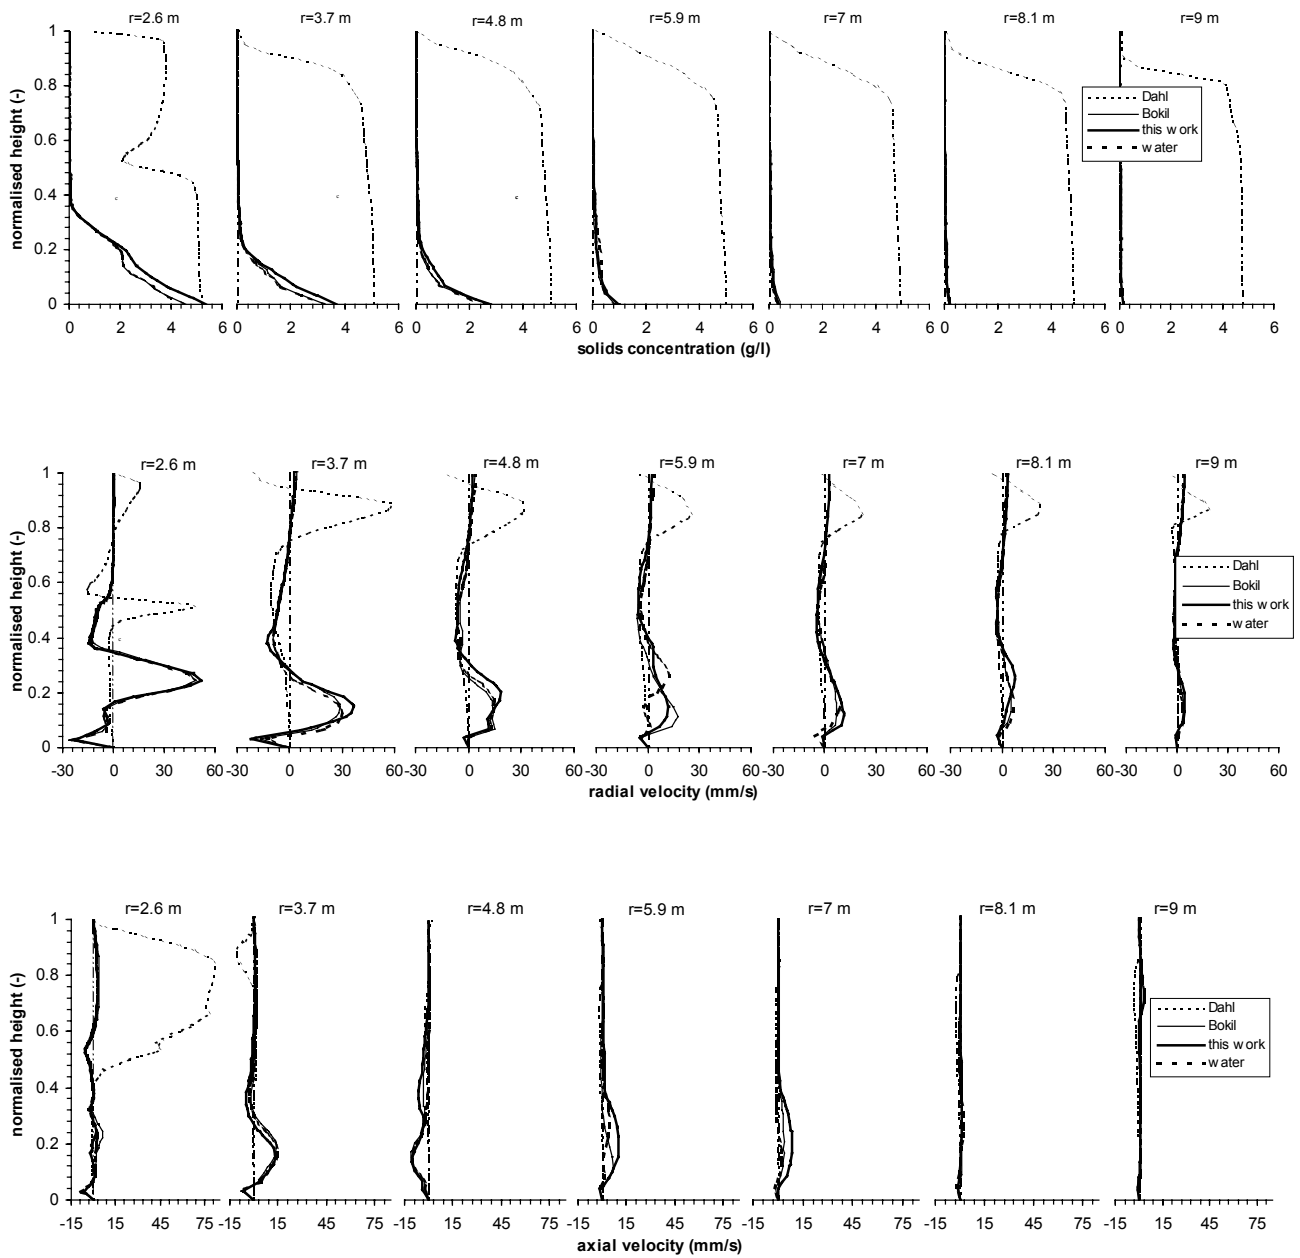 r=2.6 m r=3.7 m r=4.8 m r=5.9 m r=7 m r=8.1 m r=9 m
normalised height (-)
1
0.8
0.6
0.4
0.2
0
Dahl
Bokil
this work
water
0 2 4 6 0 2 4 6 0 2 4 6 0 2 4 6 0 2 4 6 0 2 4 6 0 2 4 6
solids concentration (g/l)
r=2.6 m r=3.7 m r=4.8 m r=5.9 m r=7 m r=8.1 m r=9 m
normalised height (-)
1
0.8
0.6
0.4
0.2
0
Dahl
Bokil
this work
water
-30 0 30 60 -30 0 30 60 -30 0 30 60 -30 0 30 60 -30 0 30 60 -30 0 30 60 -30 0 30 60
radial velocity (mm/s)
r=2.6 m r=3.7 m r=4.8 m r=5.9 m r=7 m r=8.1 m r=9 m
normalised height (-)
1
0.8
0.6
0.4
0.2
0
Dahl
Bokil
this work
water
-15 15 45 75 -15 15 45 75 -15 15 45 75 -15 15 45 75 -15 15 45 75 -15 15 45 75 -15 15 45 75
axial velocity (mm/s)